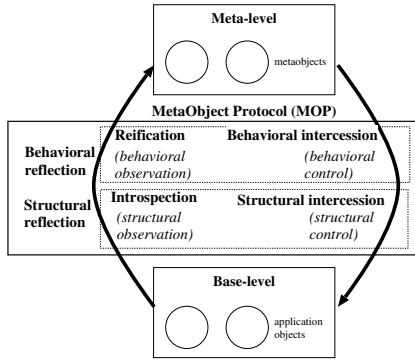 Meta-level
metaobjects
MetaObject Protocol (MOP)
Reification Behavioral intercession
Behavioral (behavioral (behavioral
reflection observation) control)
Structural Introspection Structural intercession
reflection (structural (structural
observation) control)
Base-level
application
objects